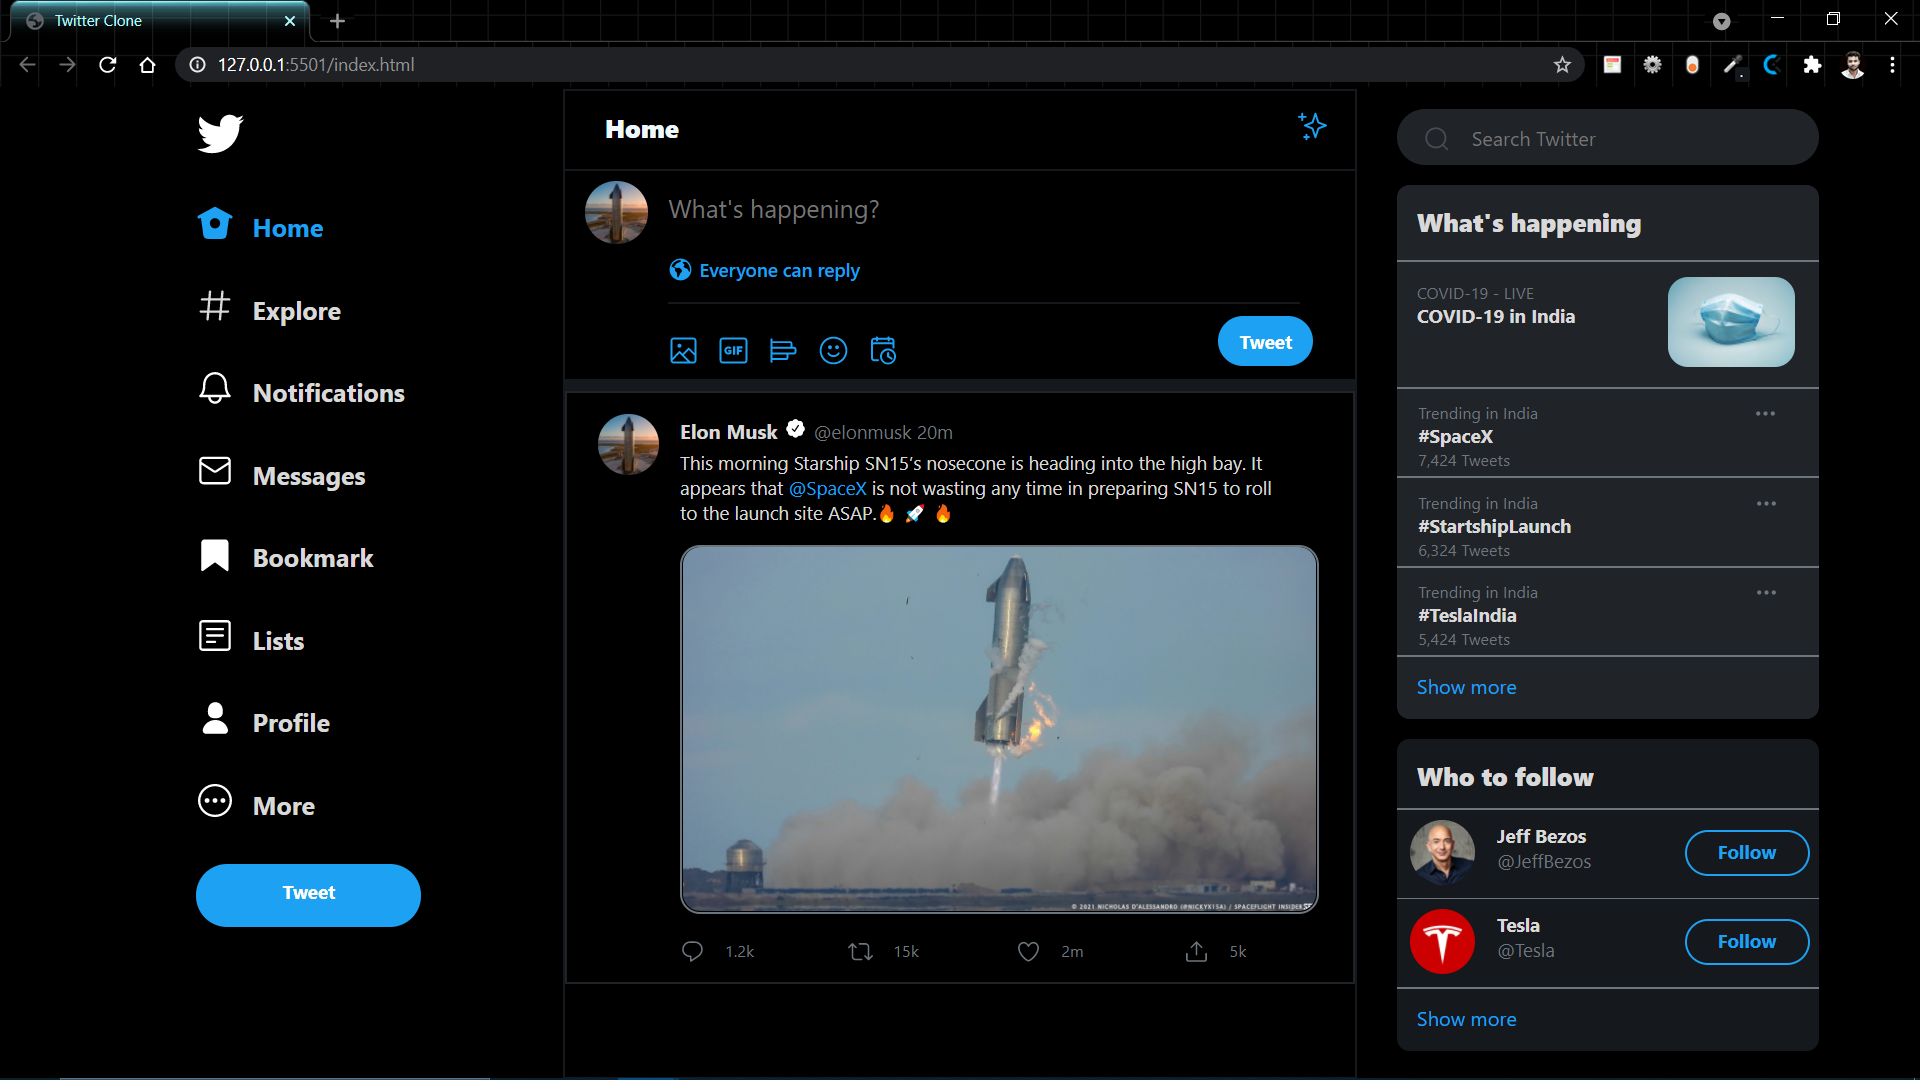 Twitter Clone
127.0.0.1:5501/index.html
Home
Explore
Notifications
Messages
Bookmark
Lists
Profile
More
Tweet
Home
What's happening?
Everyone can reply
GIF
Tweet
Elon Musk @elonmusk 20m
This morning Starship SN15's nosecone is heading into the high bay. It
appears that @SpaceX is not wasting any time in preparing SN15 to roll
to the launch site ASAP.🔥 🚀 🔥
© 2021 NICHOLAS D'ALESSANDRO (@NICKYX15A) / SPACEFLIGHT INSIDER
1.2k 15k 2m 5k
Search Twitter
What's happening
COVID-19 - LIVE
COVID-19 in India
Trending in India
#SpaceX
7,424 Tweets
Trending in India
#StartshipLaunch
6,324 Tweets
Trending in India
#TeslaIndia
5,424 Tweets
Show more
Who to follow
Jeff Bezos
@JeffBezos
Follow
Tesla
@Tesla
Follow
Show more